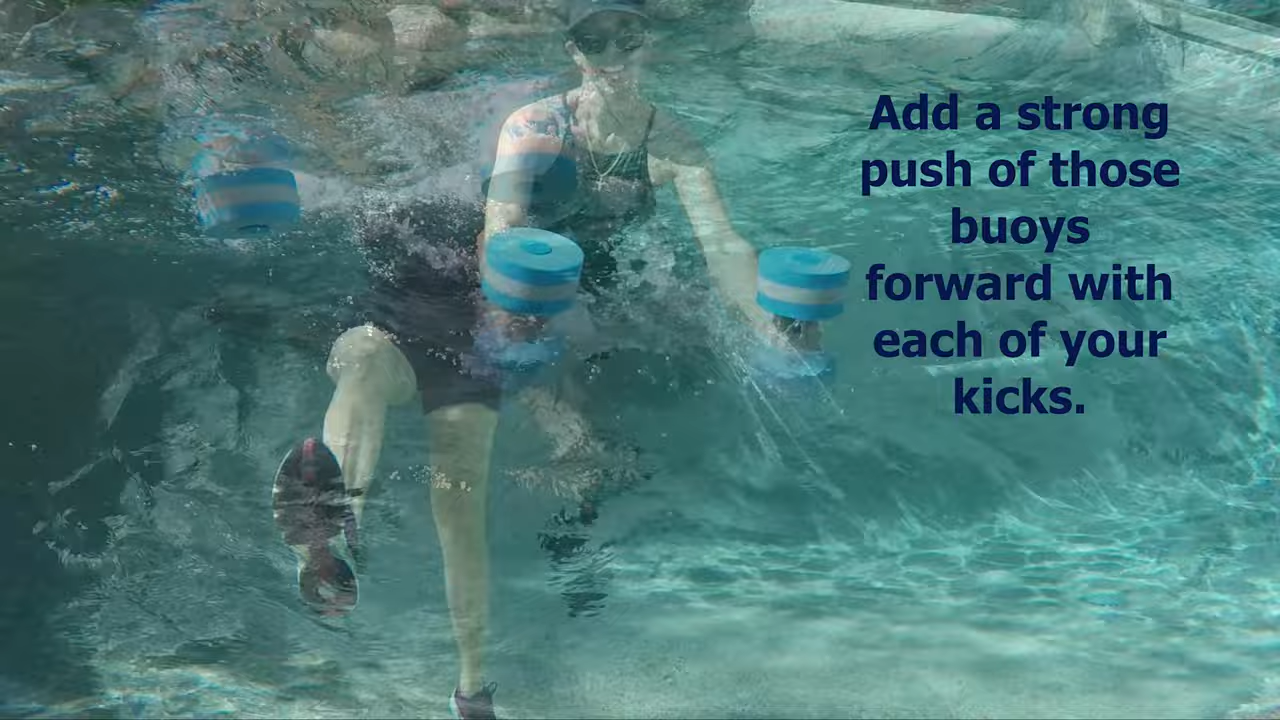 Add a strong
push of those
buoys
forward with
each of your
kicks.